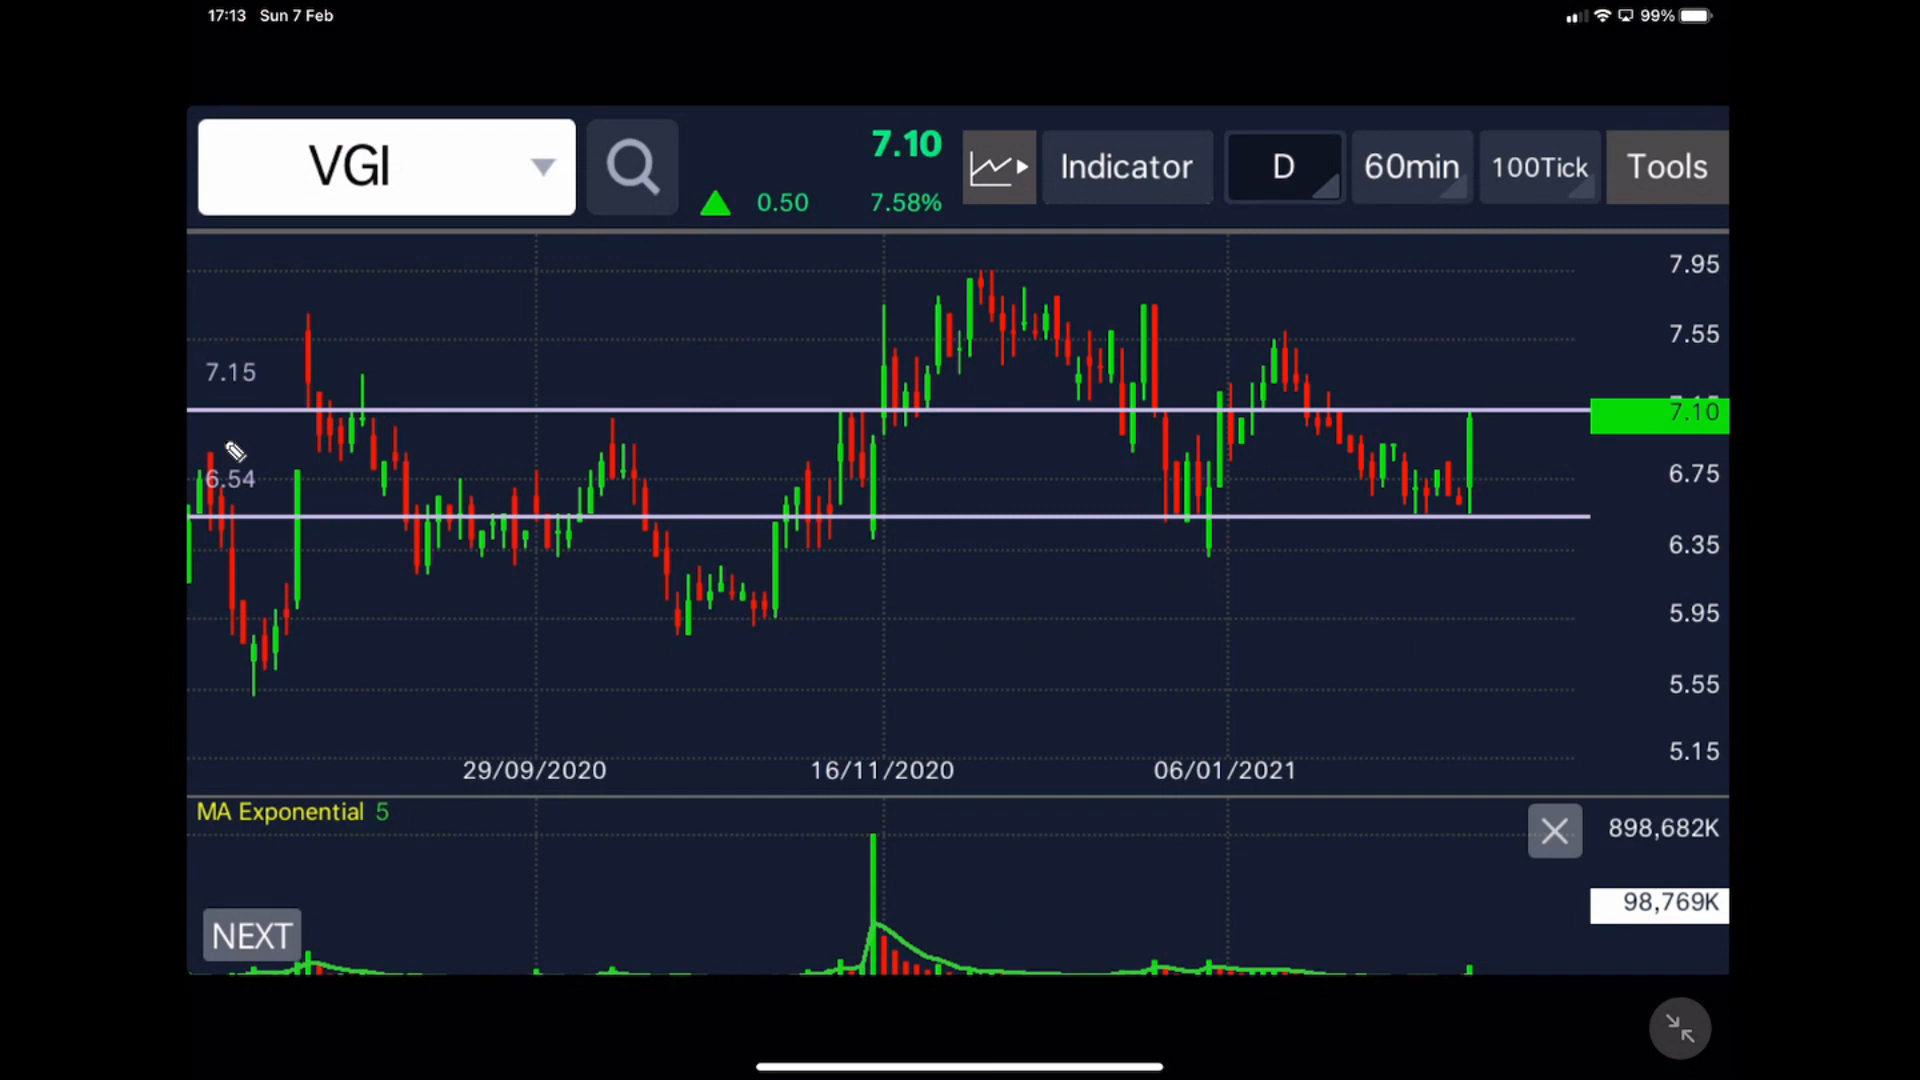 17:13 Sun 7 Feb
99%
VGI
7.10
0.50 7.58%
Indicator
D
60min
100Tick
Tools
7.95
7.55
7.15
7.10
6.75
6.54
6.35
5.95
5.55
5.15
29/09/2020 16/11/2020 06/01/2021
MA Exponential 5
898,682K
98,769K
NEXT